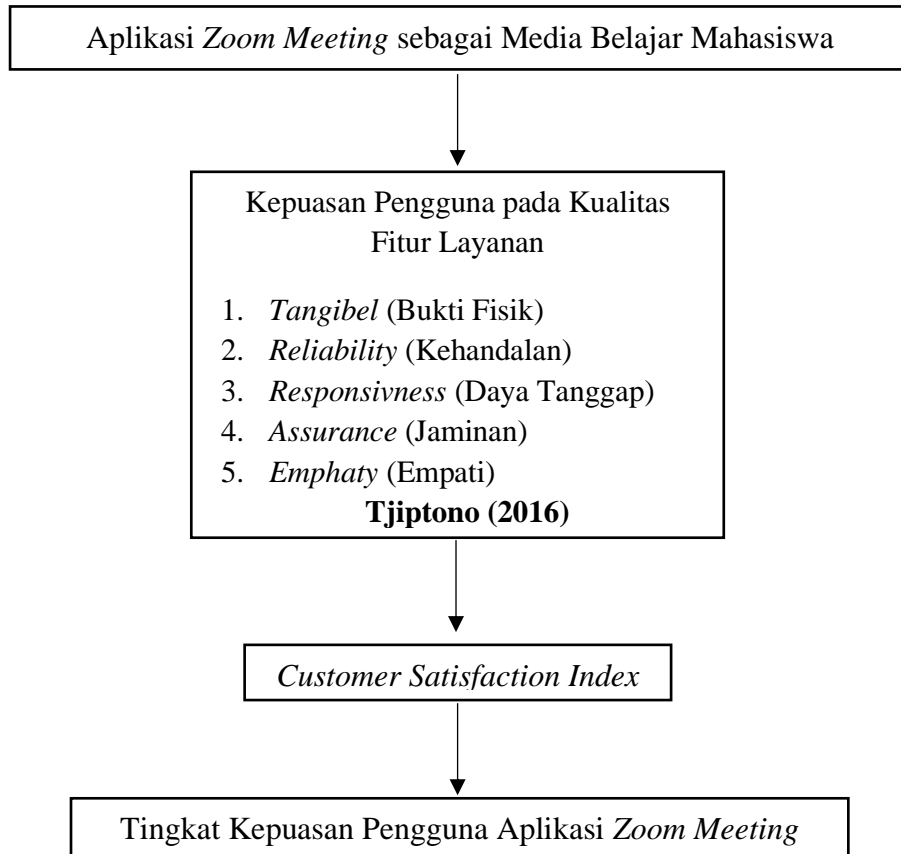 Aplikasi Zoom Meeting sebagai Media Belajar Mahasiswa
Kepuasan Pengguna pada Kualitas
Fitur Layanan
1. Tangibel (Bukti Fisik)
2. Reliability (Kehandalan)
3. Responsivness (Daya Tanggap)
4. Assurance (Jaminan)
5. Emphaty (Empati)
Tjiptono (2016)
Customer Satisfaction Index
Tingkat Kepuasan Pengguna Aplikasi Zoom Meeting